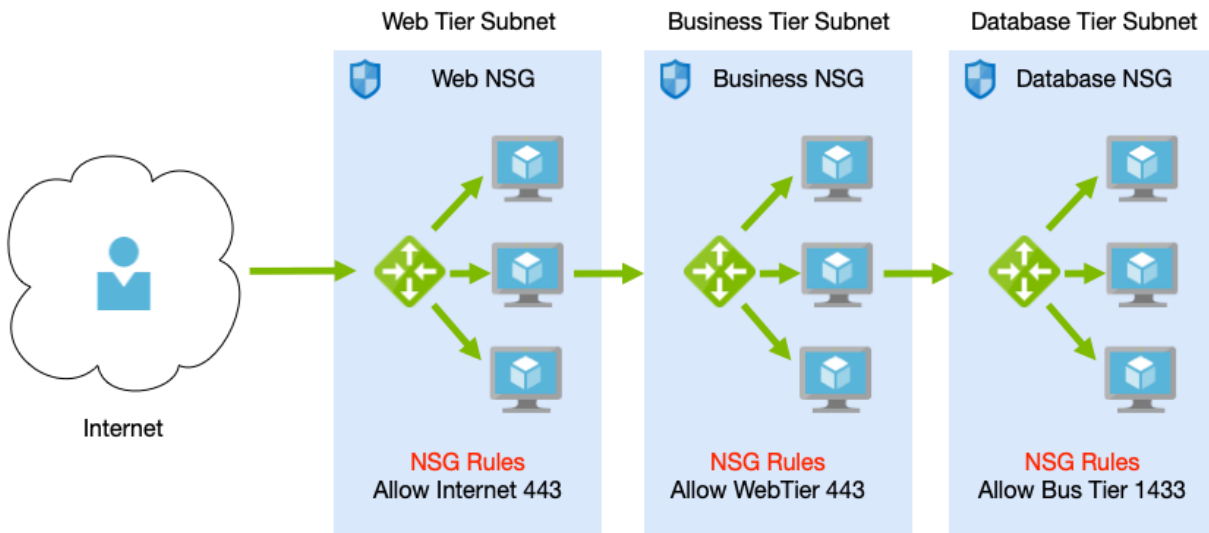 Web Tier Subnet
Business Tier Subnet
Database Tier Subnet
Web NSG
Business NSG
Database NSG
Internet
NSG Rules
Allow Internet 443
NSG Rules
Allow WebTier 443
NSG Rules
Allow Bus Tier 1433